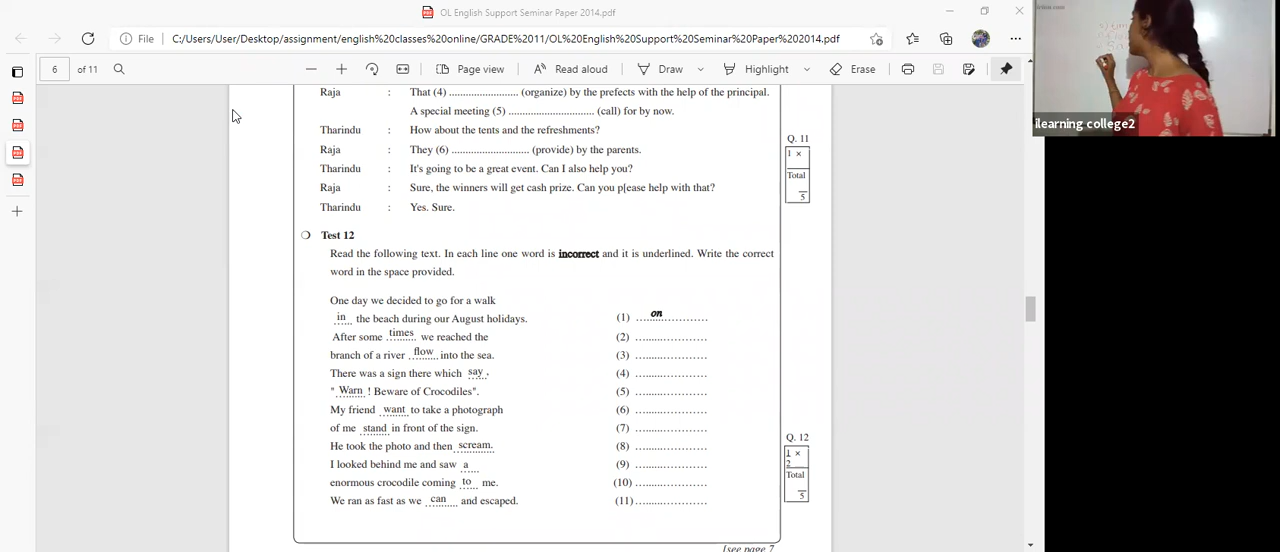 OL English Support Seminar Paper 2014.pdf
File C:/Users/User/Desktop/assignment/english%20class%20online/GRADE%2011/OL%20English%20Support%20Seminar%20Paper%202014.pdf
6 of 11 Page view Read aloud Draw Highlight Erase
Raja : That (4) ........................ (organize) by the prefects with the help of the principal.
A special meeting (5) .............................. (call) for by now.
Tharindu : How about the tents and the refreshments?
Raja : They (6) ........................... (provide) by the parents.
Tharindu : It's going to be a great event. Can I also help you?
Raja : Sure, the winners will get cash prize. Can you p[ease help with that?
Tharindu : Yes. Sure.
Q. 11
1 ×
Total
5
Test 12
Read the following text. In each line one word is incorrect and it is underlined. Write the correct
word in the space provided.
One day we decided to go for a walk
in the beach during our August holidays. (1) on
After some times we reached the (2) ........................
branch of a river flow into the sea. (3) ........................
There was a sign there which say, (4) ........................
" Warn ! Beware of Crocodiles". (5) ........................
My friend want to take a photograph (6) ........................
of me stand in front of the sign. (7) ........................
He took the photo and then scream. (8) ........................
I looked behind me and saw a (9) ........................
enormous crocodile coming to me. (10) ........................
We ran as fast as we can and escaped. (11) ........................
Q. 12
1 ×
2
Total
5
[see page 7
ilearning college2